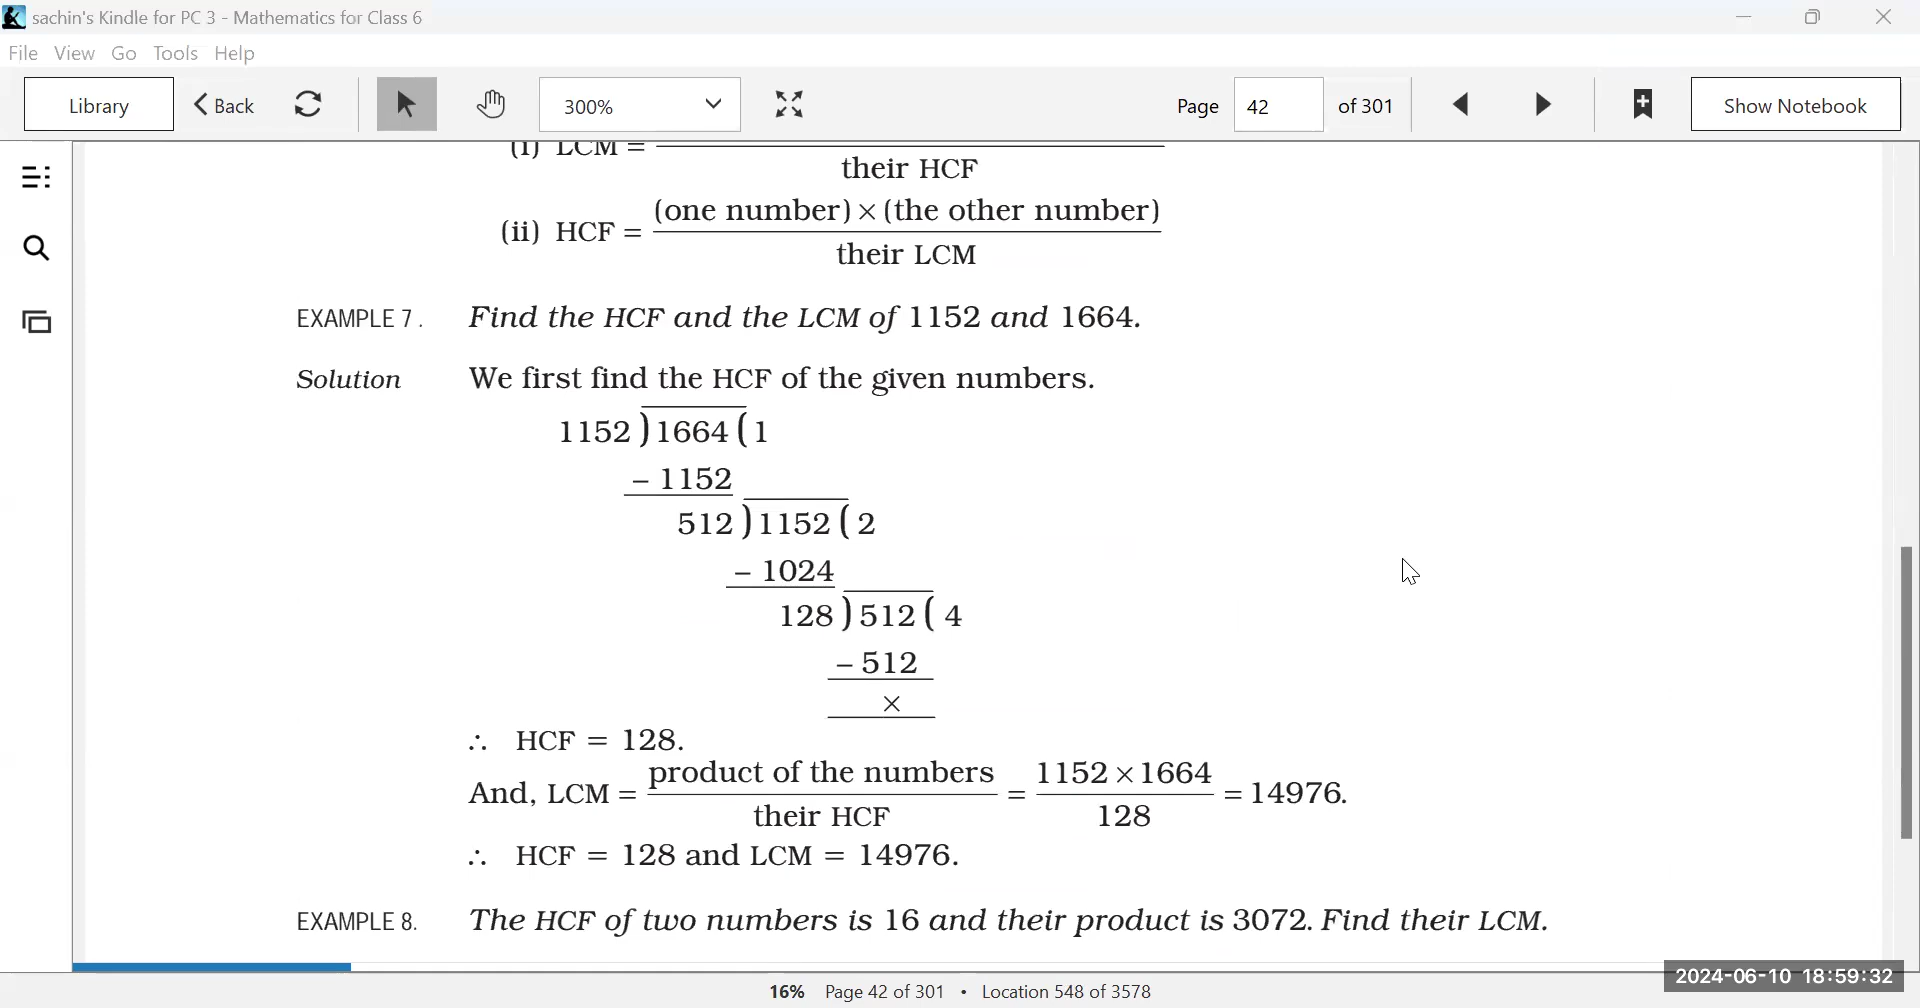 sachin's Kindle for PC 3 - Mathematics for Class 6
File View Go Tools Help
Library Back 300% Page 42 of 301 Show Notebook
(i) LCM =
their HCF
(one number) × (the other number)
(ii) HCF =
their LCM
EXAMPLE 7. Find the HCF and the LCM of 1152 and 1664.
Solution We first find the HCF of the given numbers.
1152 ) 1664 ( 1
– 1152
512 ) 1152 ( 2
– 1024
128 ) 512 ( 4
– 512
×
∴ HCF = 128.
And, LCM = product of the numbers / their HCF = 1152 × 1664 / 128 = 14976.
∴ HCF = 128 and LCM = 14976.
EXAMPLE 8. The HCF of two numbers is 16 and their product is 3072. Find their LCM.
2024-06-10 18:59:32
16% Page 42 of 301 • Location 548 of 3578